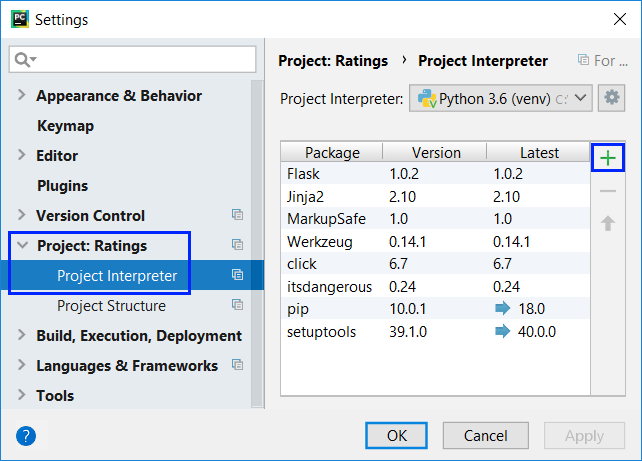 PC Settings
Project: Ratings › Project Interpreter For ...
Appearance & Behavior
Keymap
Editor
Plugins
Version Control
Project: Ratings
Project Interpreter
Project Structure
Build, Execution, Deployment
Languages & Frameworks
Tools
Project Interpreter: Python 3.6 (venv) C:\
Package Version Latest
Flask 1.0.2 1.0.2
Jinja2 2.10 2.10
MarkupSafe 1.0 1.0
Werkzeug 0.14.1 0.14.1
click 6.7 6.7
itsdangerous 0.24 0.24
pip 10.0.1 18.0
setuptools 39.1.0 40.0.0
? OK Cancel Apply